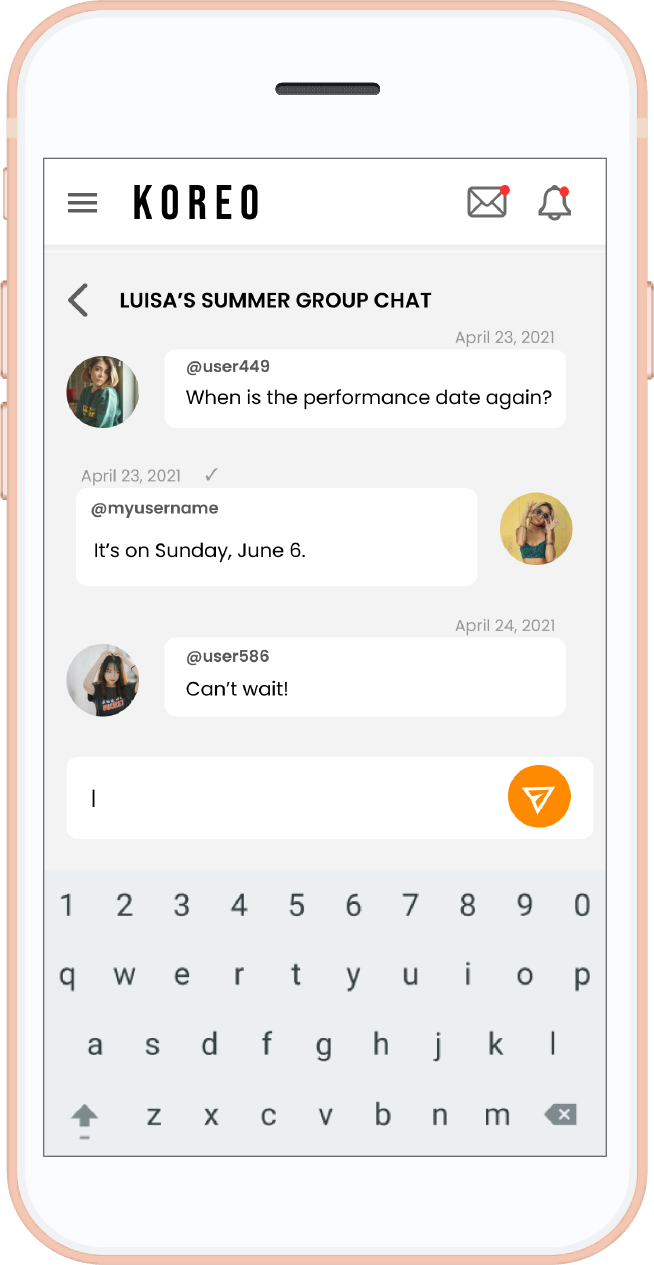 KOREO
LUISA’S SUMMER GROUP CHAT
April 23, 2021
@user449
When is the performance date again?
April 23, 2021 ✓
@myusername
It’s on Sunday, June 6.
April 24, 2021
@user586
Can’t wait!
1 2 3 4 5 6 7 8 9 0
q w e r t y u i o p
a s d f g h j k l
z x c v b n m